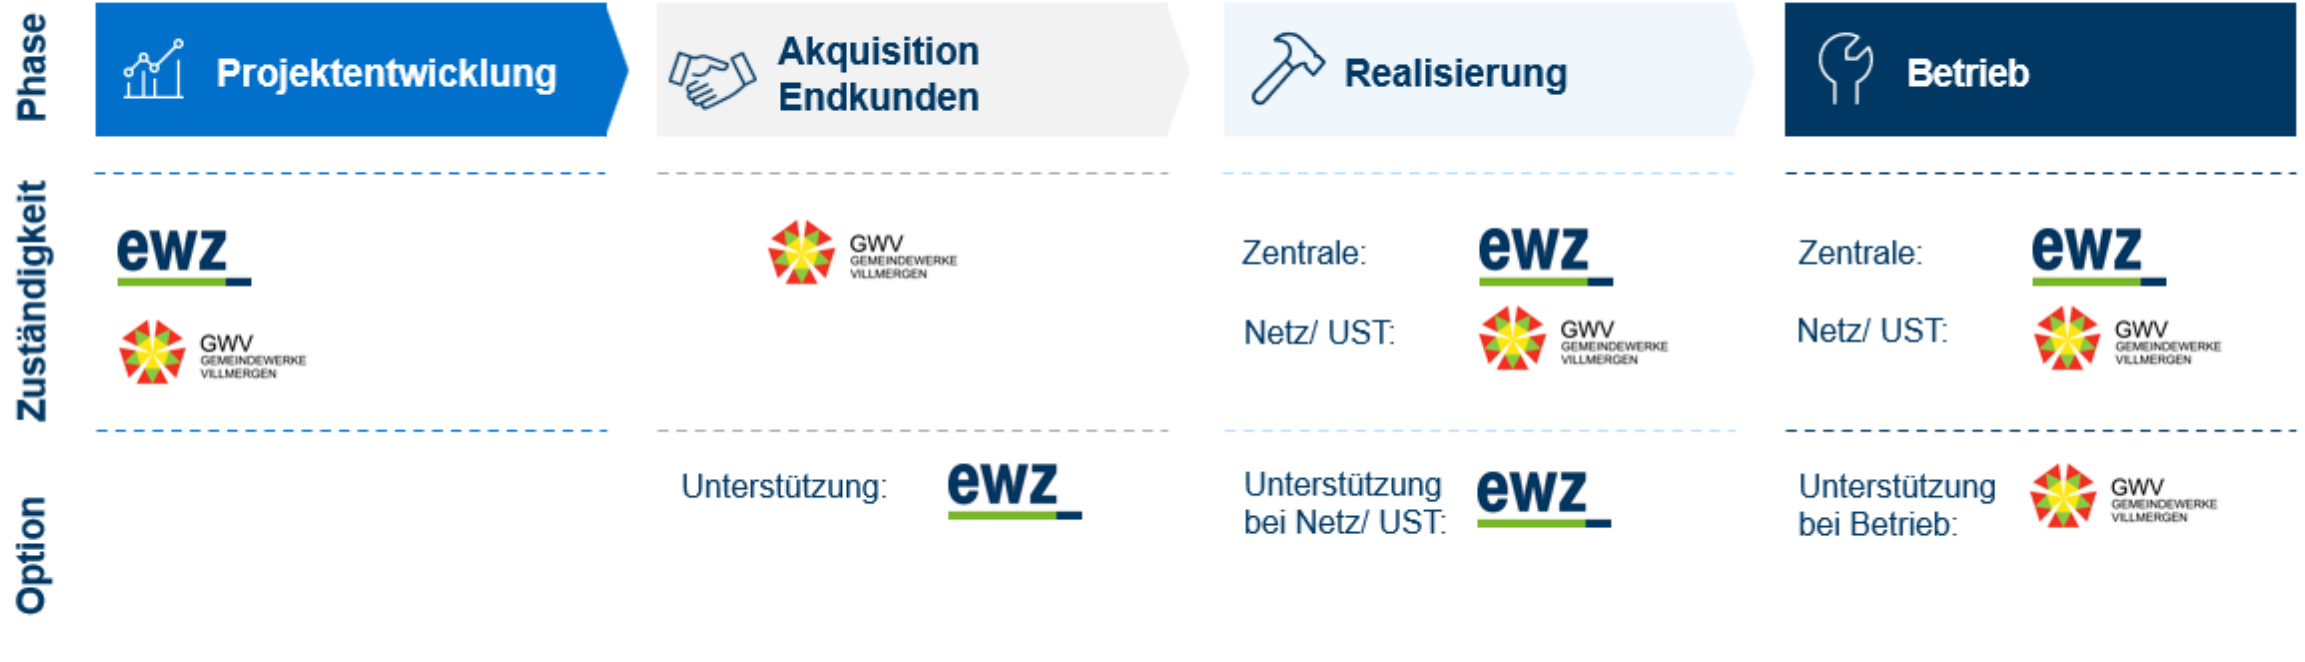 Phase
Projektentwicklung
Akquisition
Endkunden
Realisierung
Betrieb
Zuständigkeit
ewz
GWV
GEMEINDEWERKE
VILLMERGEN
GWV
GEMEINDEWERKE
VILLMERGEN
Zentrale:
ewz
Netz/ UST:
GWV
GEMEINDEWERKE
VILLMERGEN
Zentrale:
ewz
Netz/ UST:
GWV
GEMEINDEWERKE
VILLMERGEN
Option
Unterstützung:
ewz
Unterstützung
bei Netz/ UST:
ewz
Unterstützung
bei Betrieb:
GWV
GEMEINDEWERKE
VILLMERGEN